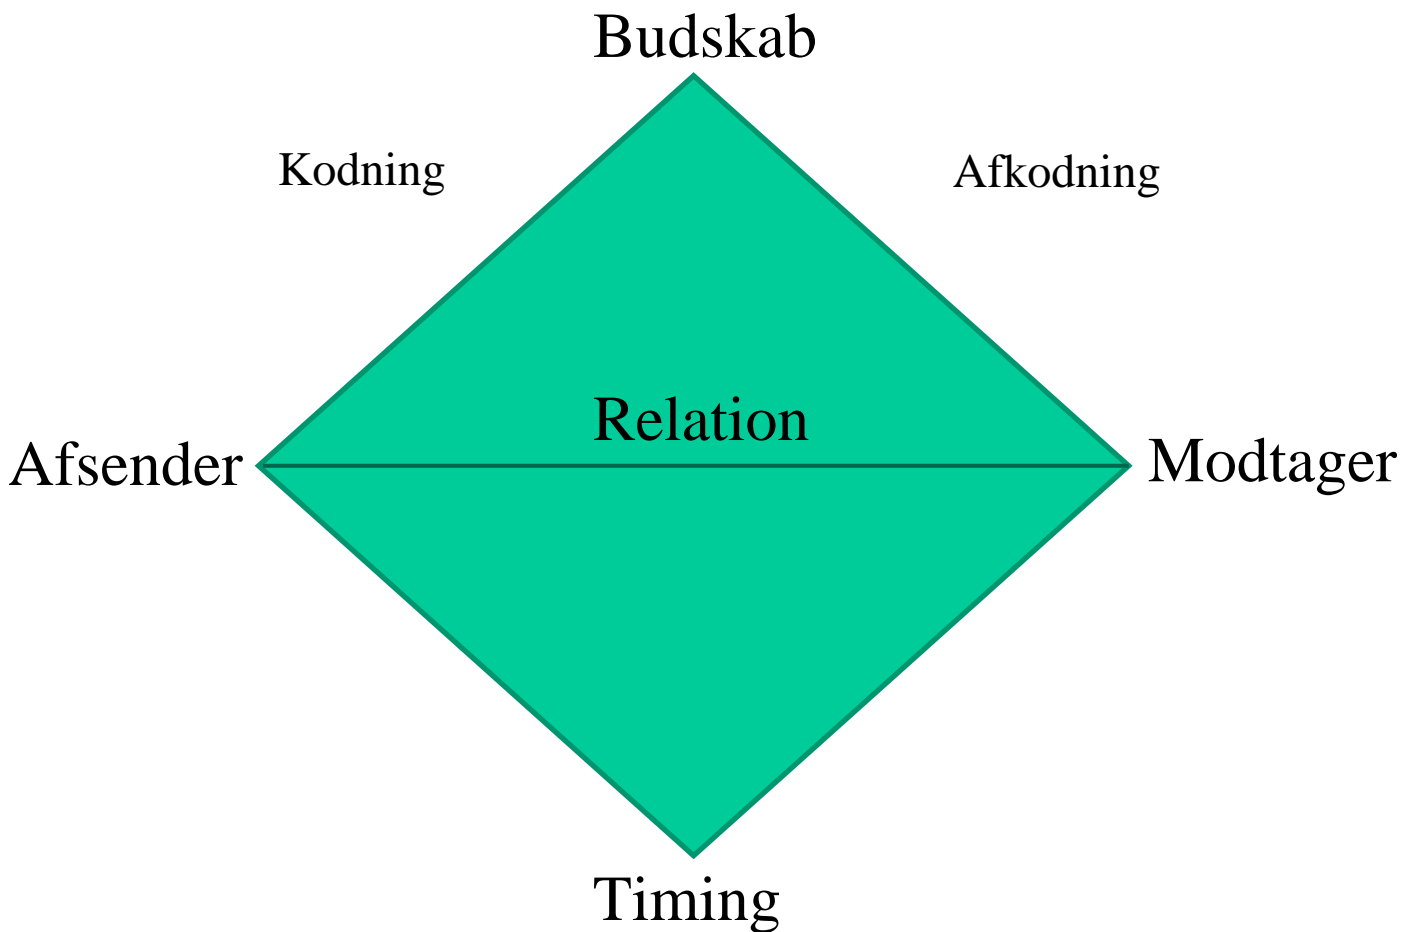 Budskab
Kodning
Afkodning
Relation
Afsender
Modtager
Timing